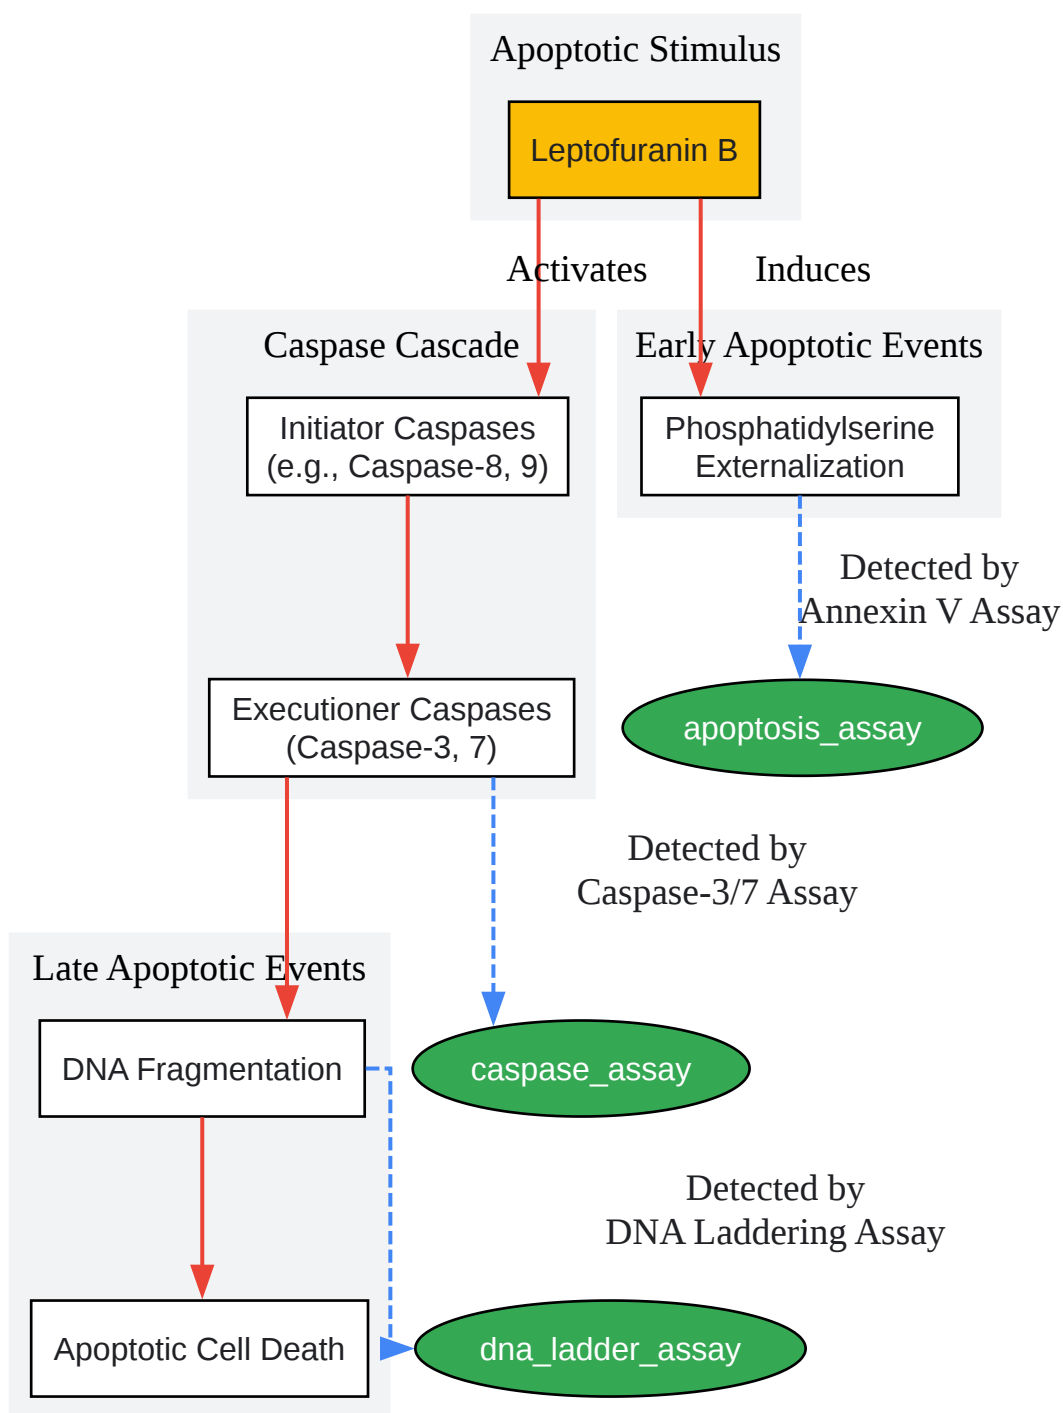 Apoptotic Stimulus
Leptofuranin B
Activates
Induces
Caspase Cascade
Early Apoptotic Events
Initiator Caspases
(e.g., Caspase-8, 9)
Phosphatidylserine
Externalization
Detected by
Annexin V Assay
Executioner Caspases
(Caspase-3, 7)
apoptosis_assay
Detected by
Caspase-3/7 Assay
Late Apoptotic Events
DNA Fragmentation
caspase_assay
Detected by
DNA Laddering Assay
Apoptotic Cell Death
dna_ladder_assay